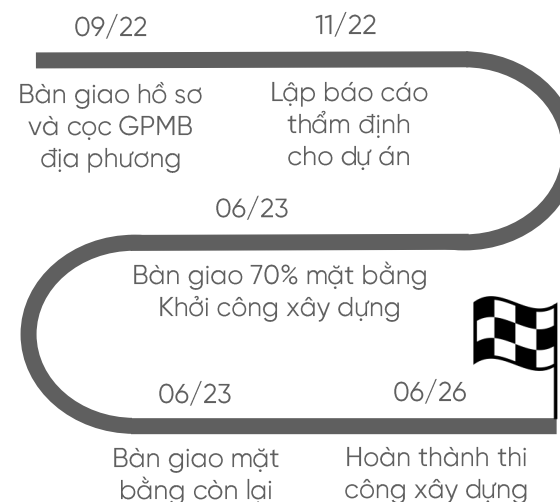 09/22
11/22
Bàn giao hồ sơ
và cọc GPMB
địa phương
Lập báo cáo
thẩm định
cho dự án
06/23
Bàn giao 70% mặt bằng
Khởi công xây dựng
06/23
06/26
Bàn giao mặt
bằng còn lại
Hoàn thành thi
công xây dựng